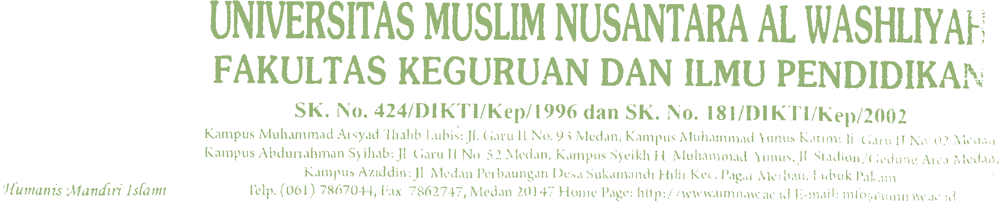 UNIVERSITAS MUSLIM NUSANTARA AL WASHLIYAH
FAKULTAS KEGURUAN DAN ILMU PENDIDIKAN
SK. No. 424/DIKTI/Kep/1996 dan SK. No. 181/DIKTI/Kep/2002
Kampus Muhammad Arsyad Thalib Lubis: Jl. Garu II No. 93 Medan, Kampus Muhammad Yunus Karim: Jl Garu II No 02 Medan
Kampus Abdurrahman Syihab: Jl Garu II No 52 Medan, Kampus Syeikh H Muhammad Yunus, Jl Stadion/Gedung Arca Medan,
Kampus Aziddin: Jl Medan Perbaungan Desa Sukamandi Hilir Kec. Pagar Merbau, Lubuk Pakam
Humanis Mandiri Islami
Telp. (061) 7867044, Fax 7862747, Medan 20147 Home Page: http://www.umnaw.ac.id E-mail: info@umnaw.ac.id